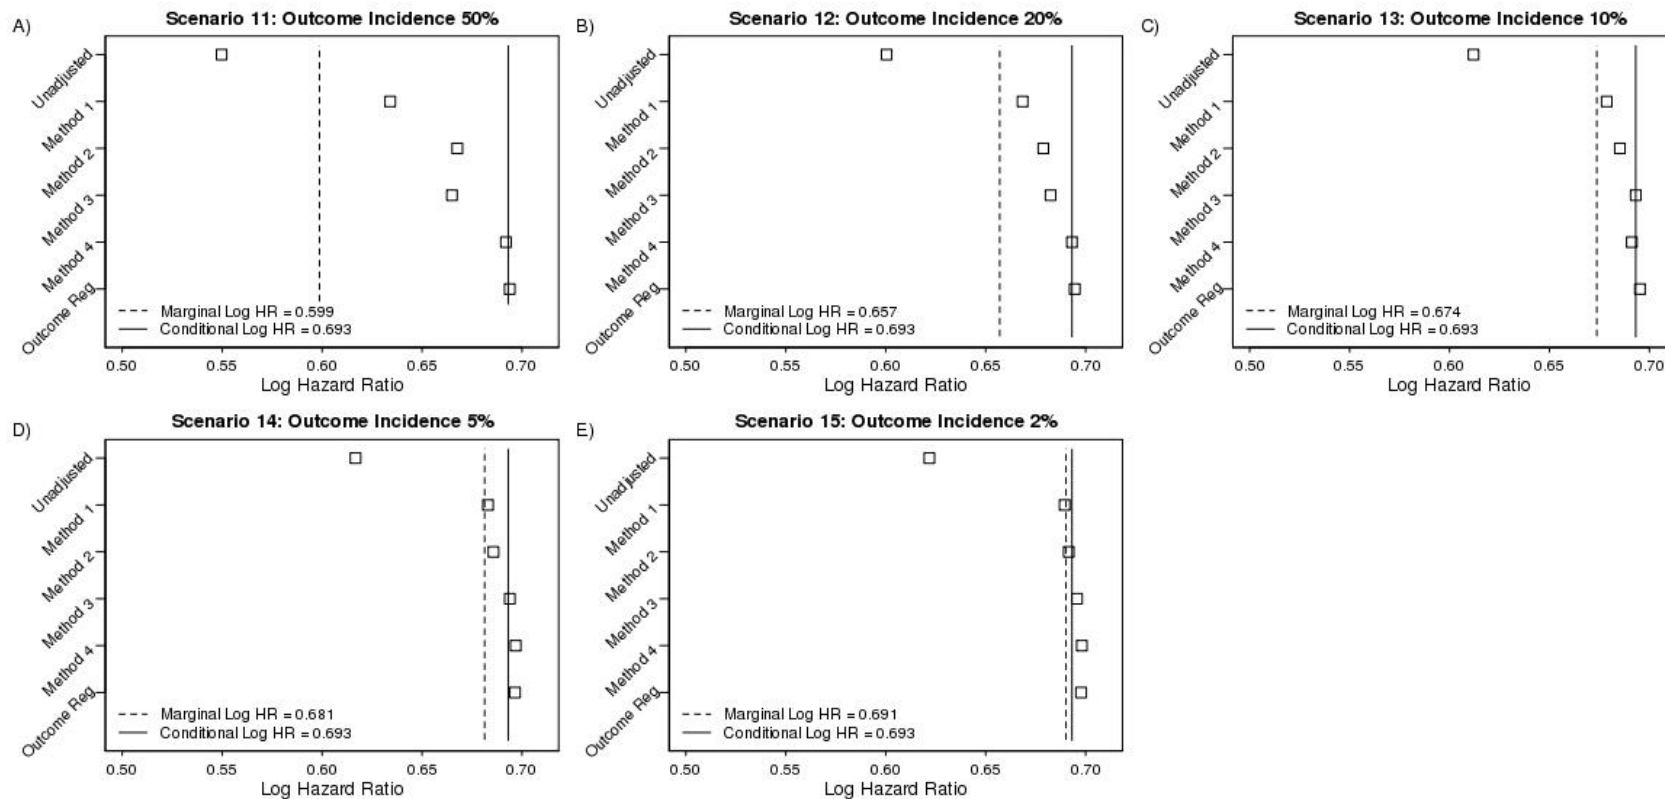 A)
Scenario 11: Outcome Incidence 50%
Unadjusted
Method 1
Method 2
Method 3
Method 4
Outcome Reg
Marginal Log HR = 0.599
Conditional Log HR = 0.693
0.50 0.55 0.60 0.65 0.70
Log Hazard Ratio
B)
Scenario 12: Outcome Incidence 20%
Unadjusted
Method 1
Method 2
Method 3
Method 4
Outcome Reg
Marginal Log HR = 0.657
Conditional Log HR = 0.693
0.50 0.55 0.60 0.65 0.70
Log Hazard Ratio
C)
Scenario 13: Outcome Incidence 10%
Unadjusted
Method 1
Method 2
Method 3
Method 4
Outcome Reg
Marginal Log HR = 0.674
Conditional Log HR = 0.693
0.50 0.55 0.60 0.65 0.70
Log Hazard Ratio
D)
Scenario 14: Outcome Incidence 5%
Unadjusted
Method 1
Method 2
Method 3
Method 4
Outcome Reg
Marginal Log HR = 0.681
Conditional Log HR = 0.693
0.50 0.55 0.60 0.65 0.70
Log Hazard Ratio
E)
Scenario 15: Outcome Incidence 2%
Unadjusted
Method 1
Method 2
Method 3
Method 4
Outcome Reg
Marginal Log HR = 0.691
Conditional Log HR = 0.693
0.50 0.55 0.60 0.65 0.70
Log Hazard Ratio